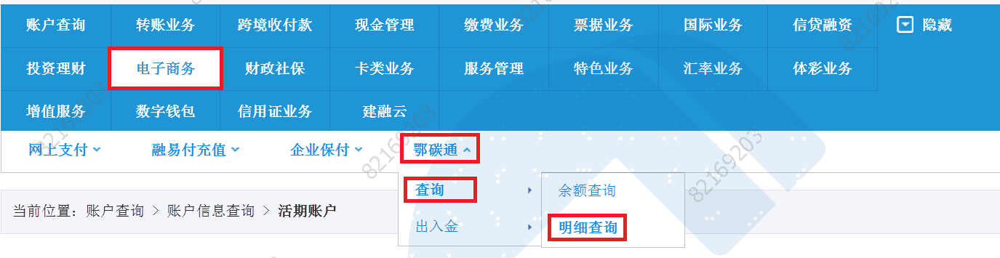 账户查询 转账业务 跨境收付款 现金管理 缴费业务 票据业务 国际业务 信贷融资 隐藏
投资理财 电子商务 财政社保 卡类业务 服务管理 特色业务 汇率业务 体彩业务
增值服务 数字钱包 信用证业务 建融云
网上支付 融易付充值 企业保付 鄂碳通
查询 余额查询
当前位置：账户查询 > 账户信息查询 > 活期账户
出入金 明细查询
82169203
82169203
82169203
82169203